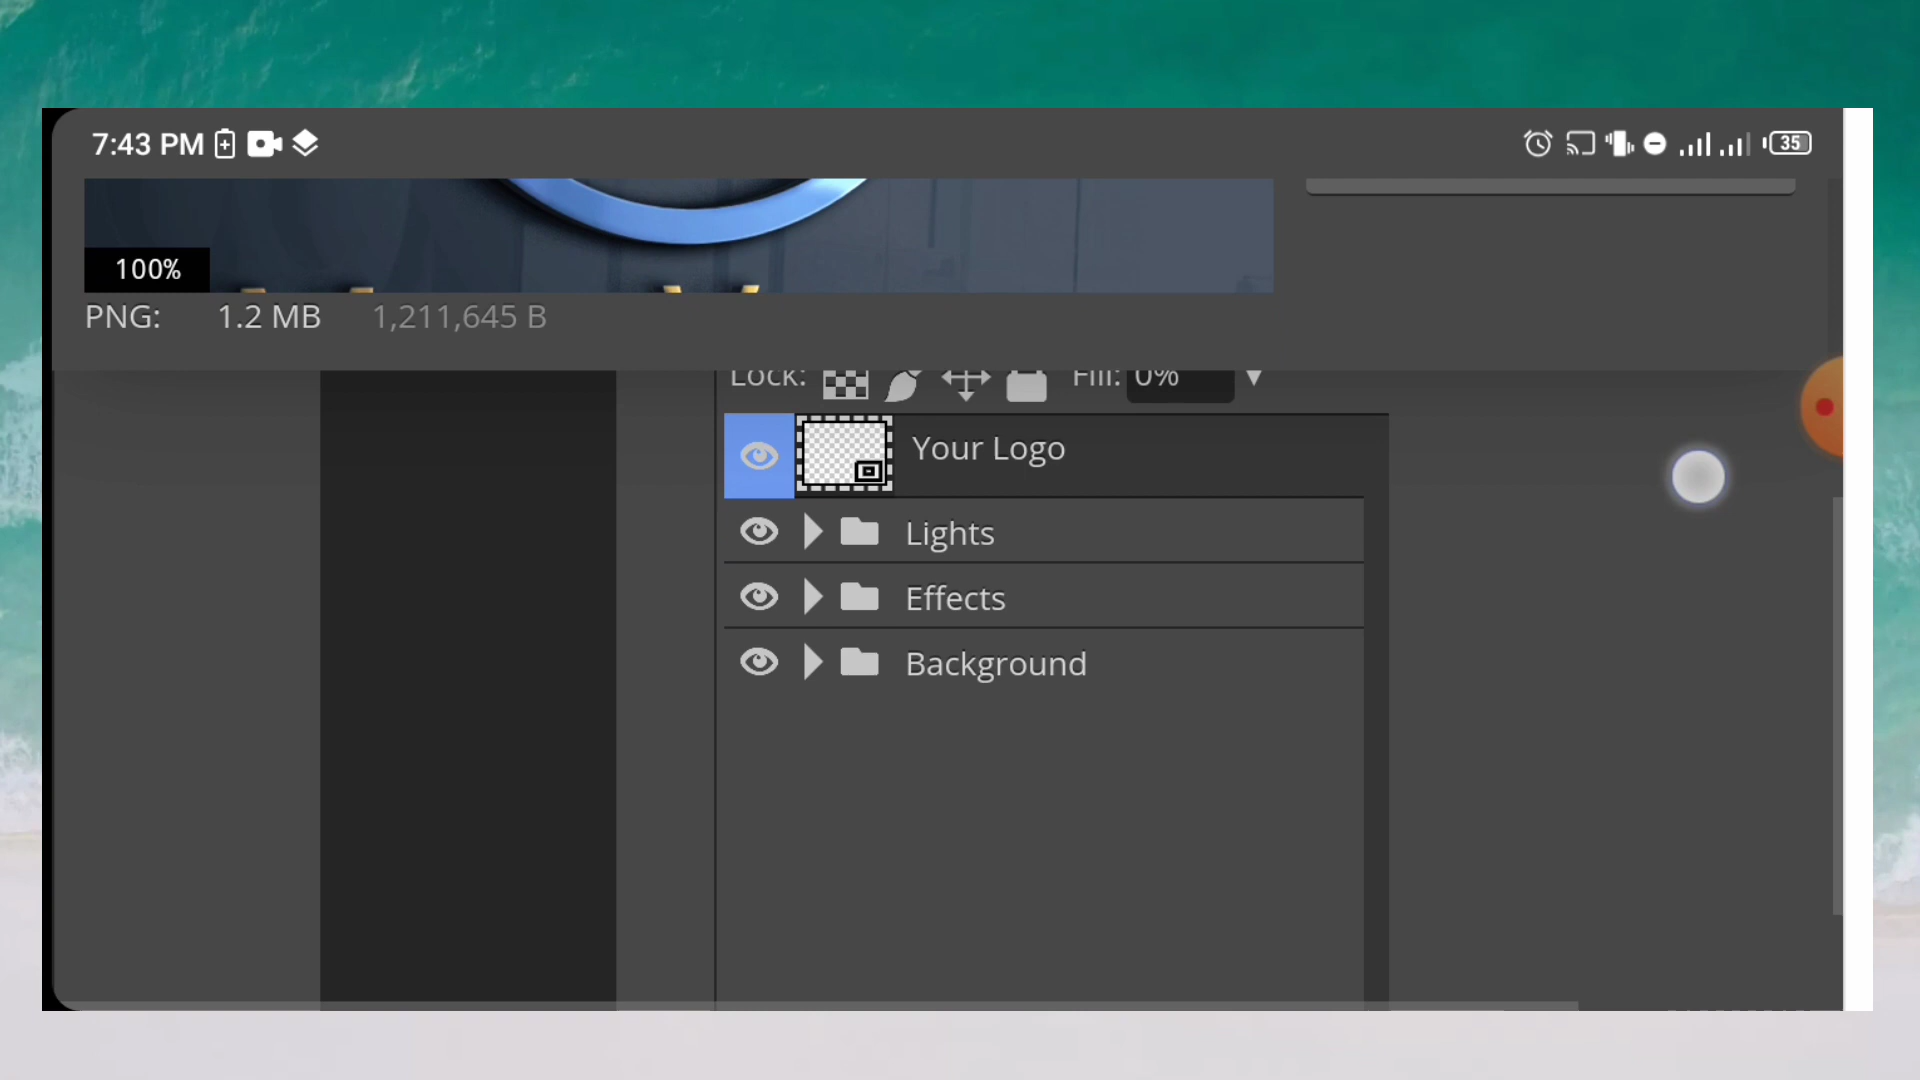 7:43 PM
35
100%
PNG: 1.2 MB 1,211,645 B
Lock: Fill: 0%
Your Logo
Lights
Effects
Background